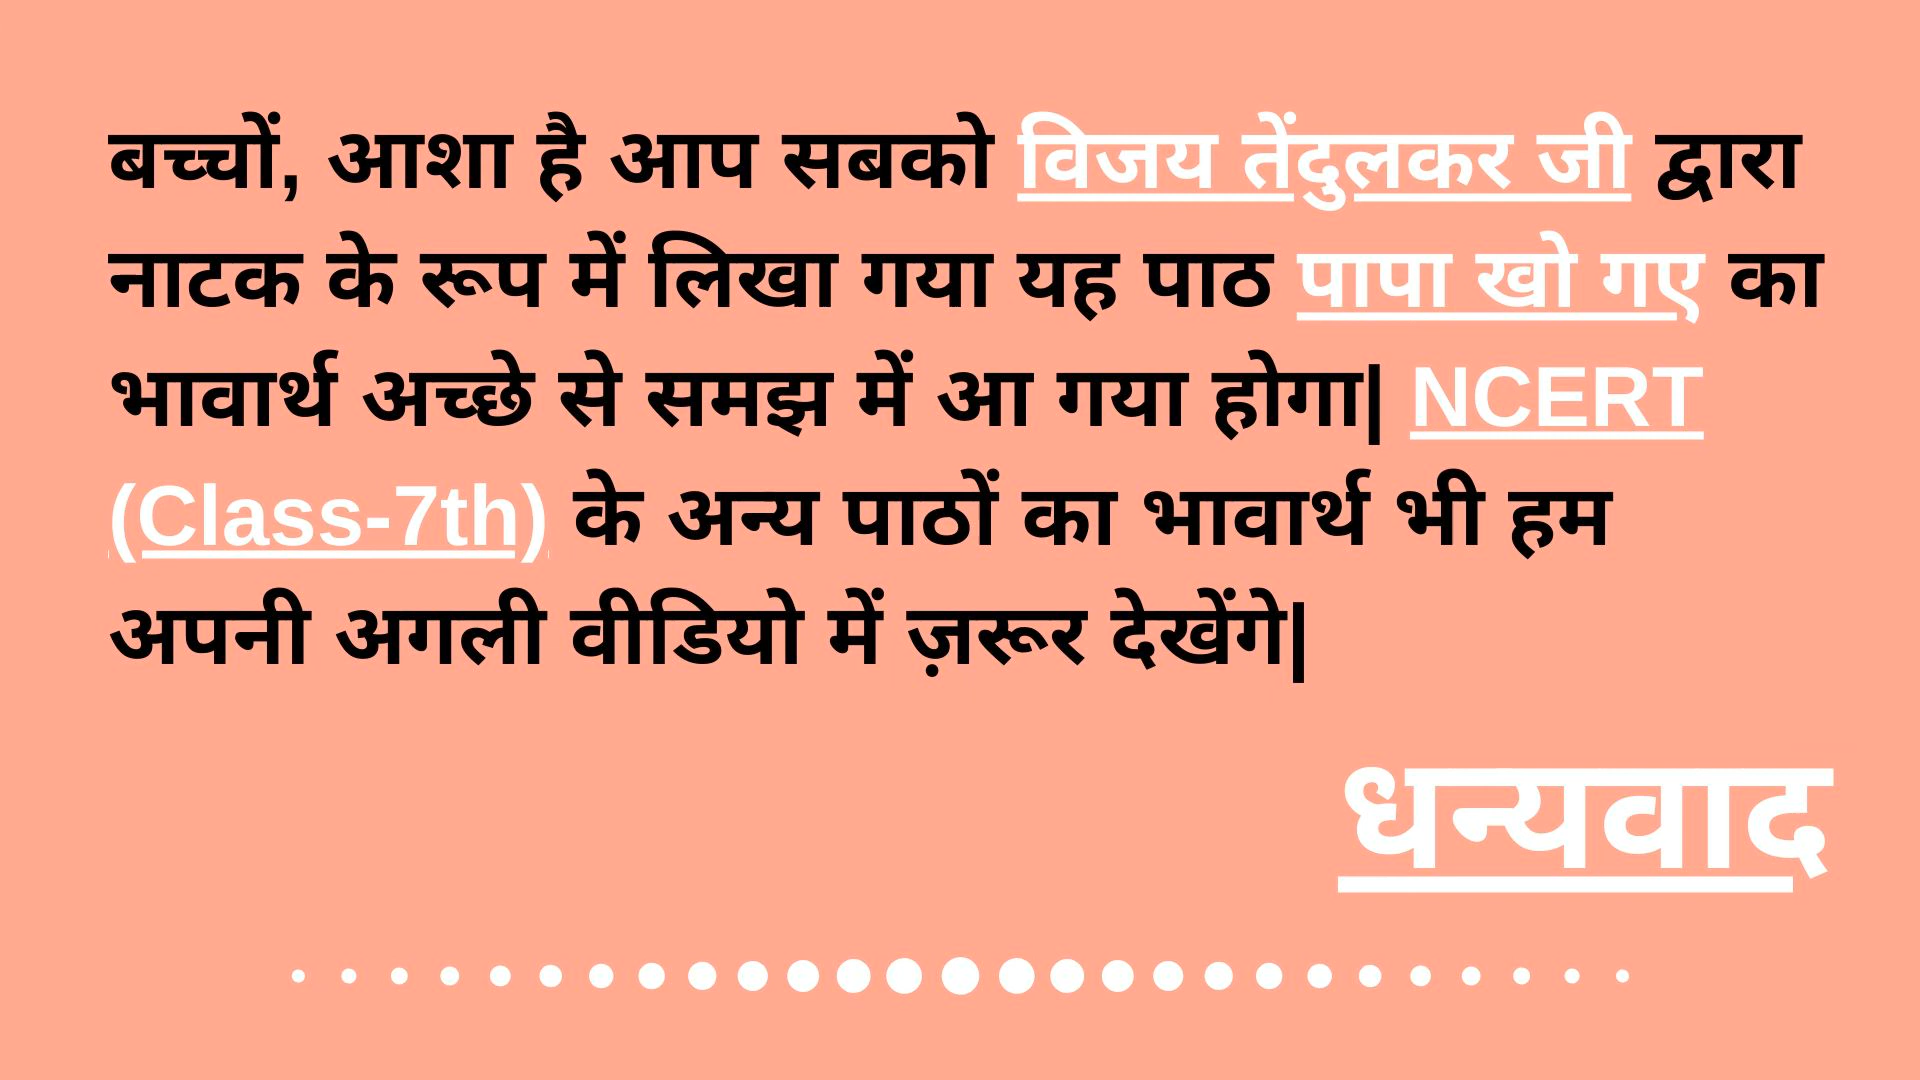 बच्चों, आशा है आप सबको विजय तेंदुलकर जी द्वारा
नाटक के रूप में लिखा गया यह पाठ पापा खो गए का
भावार्थ अच्छे से समझ में आ गया होगा| NCERT
(Class-7th) के अन्य पाठों का भावार्थ भी हम
अपनी अगली वीडियो में ज़रूर देखेंगे|
धन्यवाद